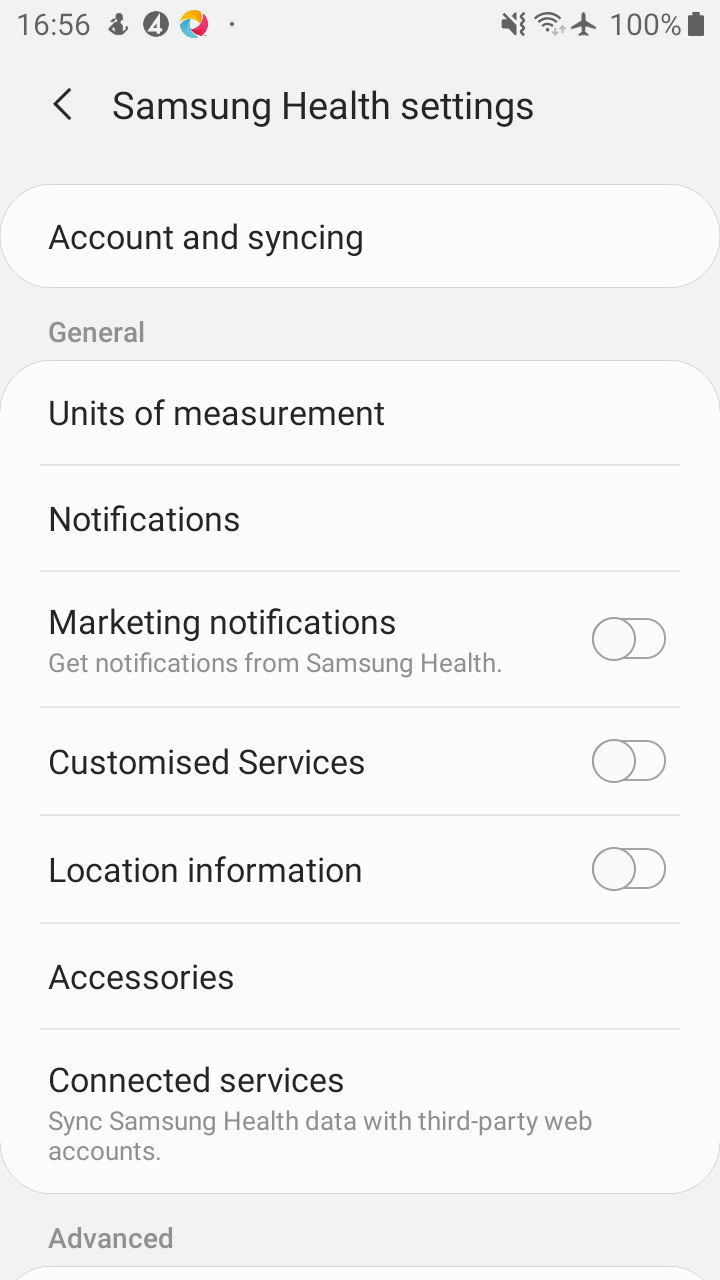 16:56
4
100%
Samsung Health settings
Account and syncing
General
Units of measurement
Notifications
Marketing notifications
Get notifications from Samsung Health.
Customised Services
Location information
Accessories
Connected services
Sync Samsung Health data with third-party web
accounts.
Advanced